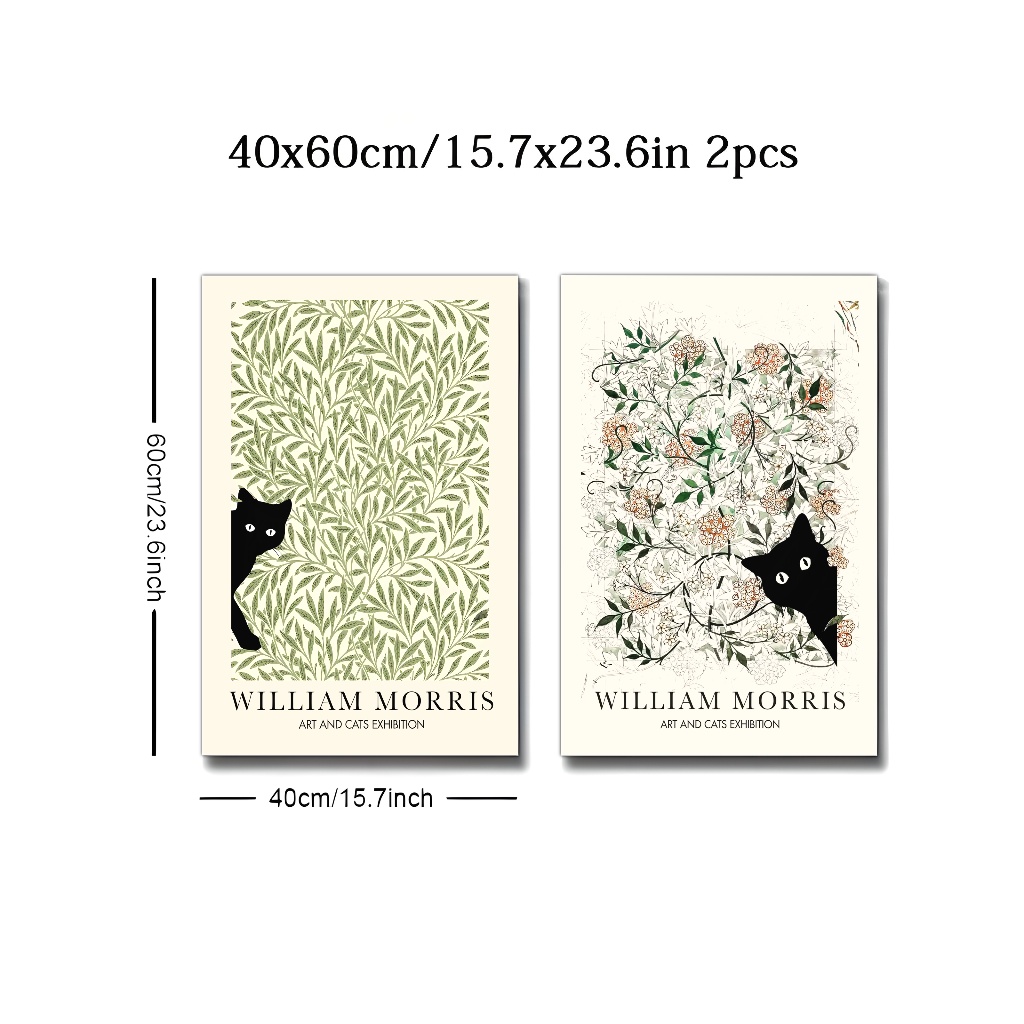 40x60cm/15.7x23.6in 2pcs
60cm/23.6inch
WILLIAM MORRIS
ART AND CATS EXHIBITION
WILLIAM MORRIS
ART AND CATS EXHIBITION
40cm/15.7inch